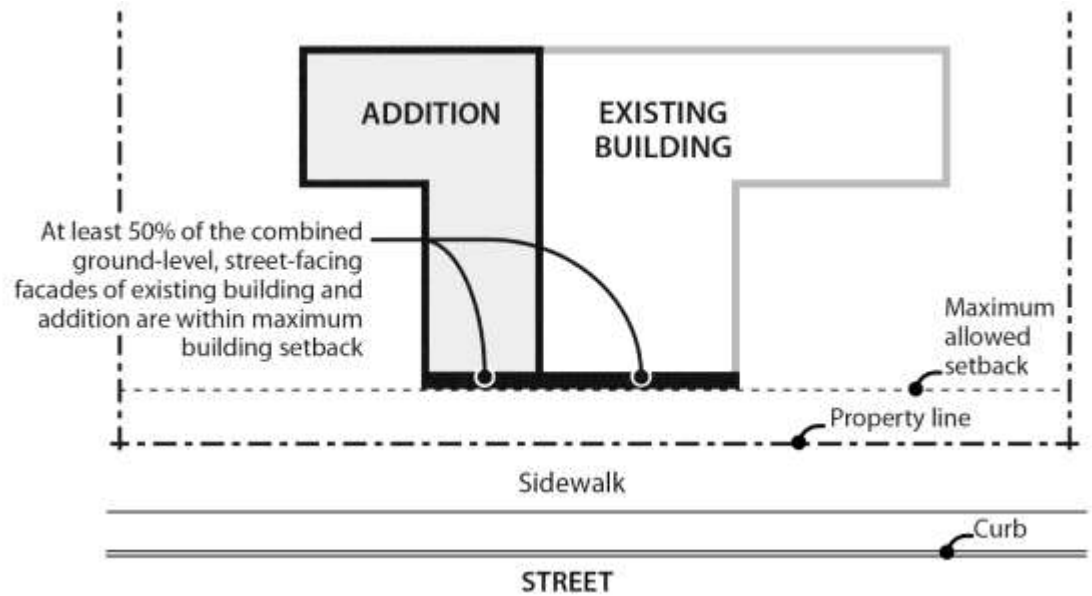 ADDITION
EXISTING
BUILDING
At least 50% of the combined
ground-level, street-facing
facades of existing building and
addition are within maximum
building setback
Maximum
allowed
setback
Property line
Sidewalk
Curb
STREET